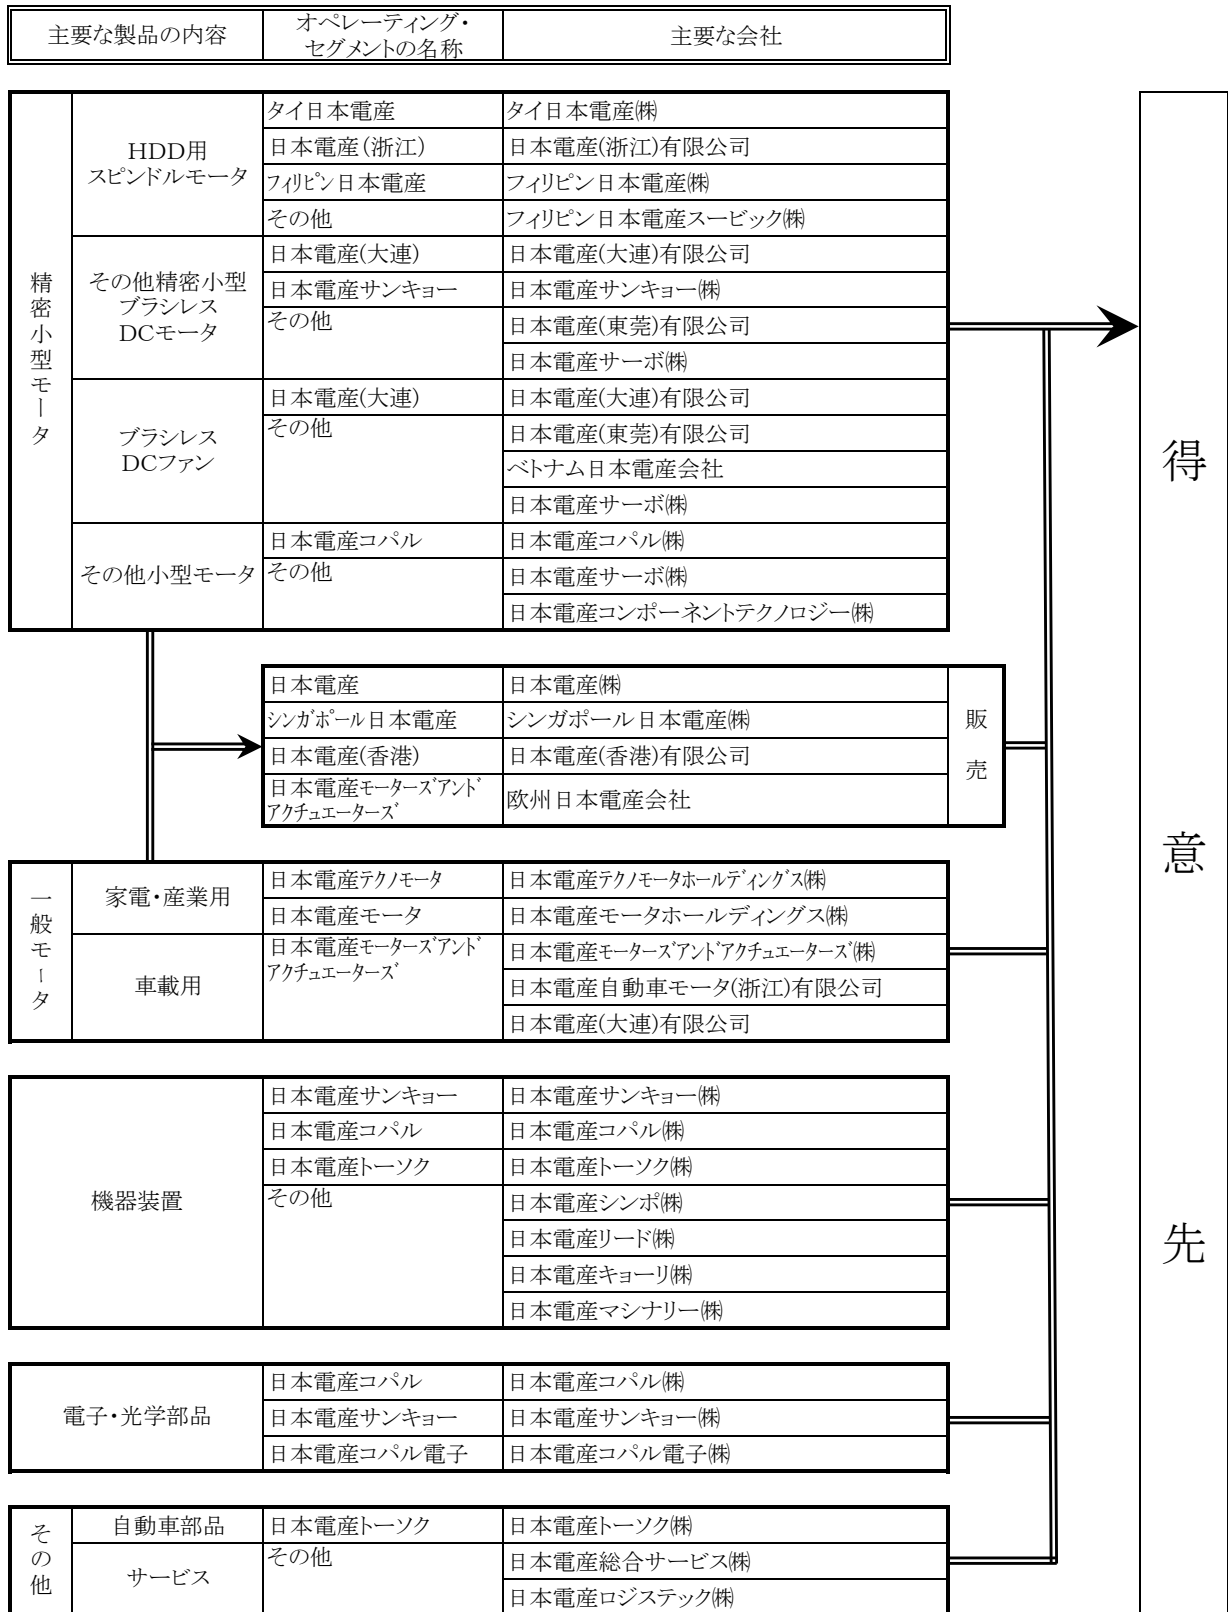 主要な製品の内容
オペレーティング・
セグメントの名称
主要な会社
精密小型モータ
HDD用
スピンドルモータ
タイ日本電産
タイ日本電産㈱
日本電産(浙江)
日本電産(浙江)有限公司
フィリピン日本電産
フィリピン日本電産㈱
その他
フィリピン日本電産スービック㈱
その他精密小型
ブラシレス
DCモータ
日本電産(大連)
日本電産(大連)有限公司
日本電産サンキョー
日本電産サンキョー㈱
その他
日本電産(東莞)有限公司
日本電産サーボ㈱
ブラシレス
DCファン
日本電産(大連)
日本電産(大連)有限公司
その他
日本電産(東莞)有限公司
ベトナム日本電産会社
日本電産サーボ㈱
その他小型モータ
日本電産コパル
日本電産コパル㈱
その他
日本電産サーボ㈱
日本電産コンポーネントテクノロジー㈱
日本電産
日本電産㈱
シンガポール日本電産
シンガポール日本電産㈱
日本電産(香港)
日本電産(香港)有限公司
日本電産モーターズアンド
アクチュエーターズ
欧州日本電産会社
販売
一般モータ
家電・産業用
日本電産テクノモータ
日本電産テクノモータホールディングス㈱
日本電産モータ
日本電産モータホールディングス㈱
車載用
日本電産モーターズアンド
アクチュエーターズ
日本電産モーターズアンドアクチュエーターズ㈱
日本電産自動車モータ(浙江)有限公司
日本電産(大連)有限公司
機器装置
日本電産サンキョー
日本電産サンキョー㈱
日本電産コパル
日本電産コパル㈱
日本電産トーソク
日本電産トーソク㈱
その他
日本電産シンポ㈱
日本電産リード㈱
日本電産キョーリ㈱
日本電産マシナリー㈱
電子・光学部品
日本電産コパル
日本電産コパル㈱
日本電産サンキョー
日本電産サンキョー㈱
日本電産コパル電子
日本電産コパル電子㈱
その他
自動車部品
日本電産トーソク
日本電産トーソク㈱
サービス
その他
日本電産総合サービス㈱
日本電産ロジステック㈱
得意先